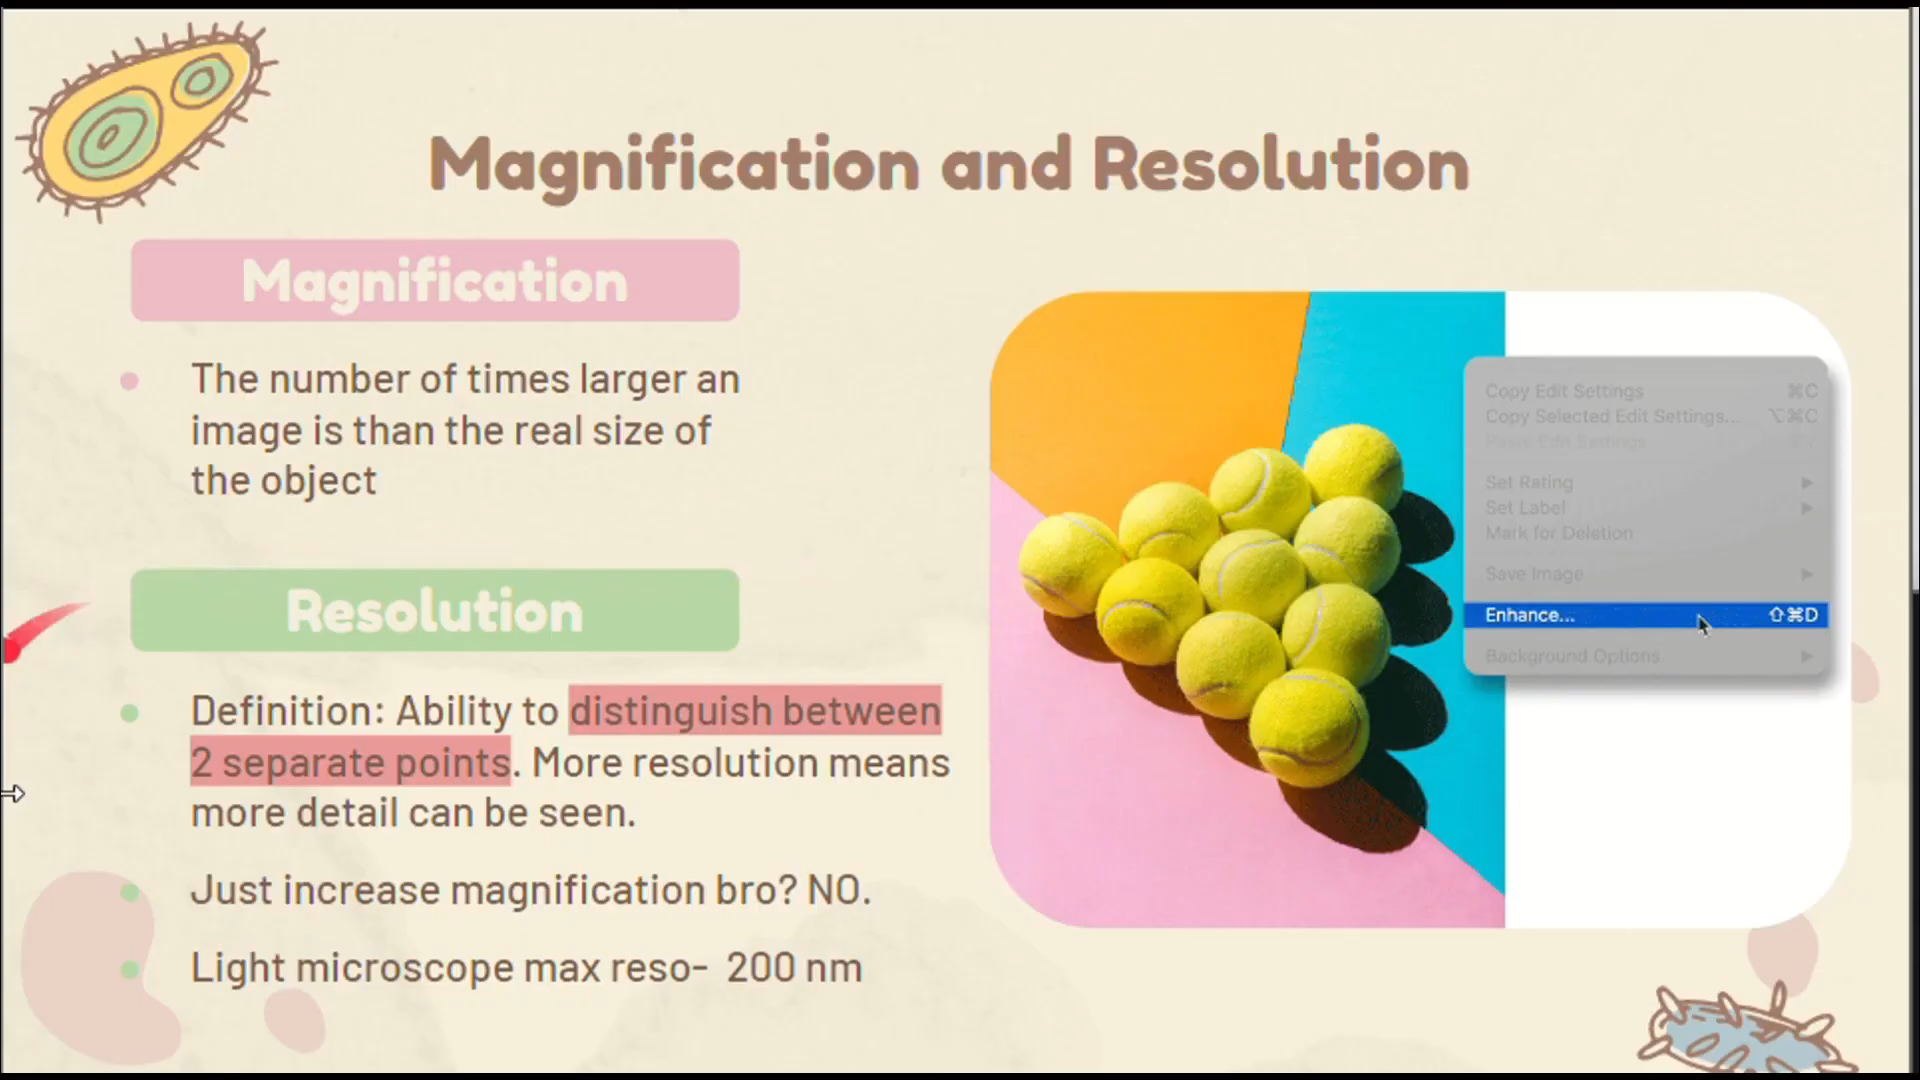 Magnification and Resolution
Magnification
The number of times larger an
image is than the real size of
the object
Resolution
Definition: Ability to distinguish between
2 separate points. More resolution means
more detail can be seen.
Just increase magnification bro? NO.
Light microscope max reso- 200 nm
Copy Edit Settings ⌘C
Copy Selected Edit Settings... ⌥⌘C
Paste Edit Settings
Set Rating
Set Label
Mark for Deletion
Save Image
Enhance... ⇧⌘D
Background Options